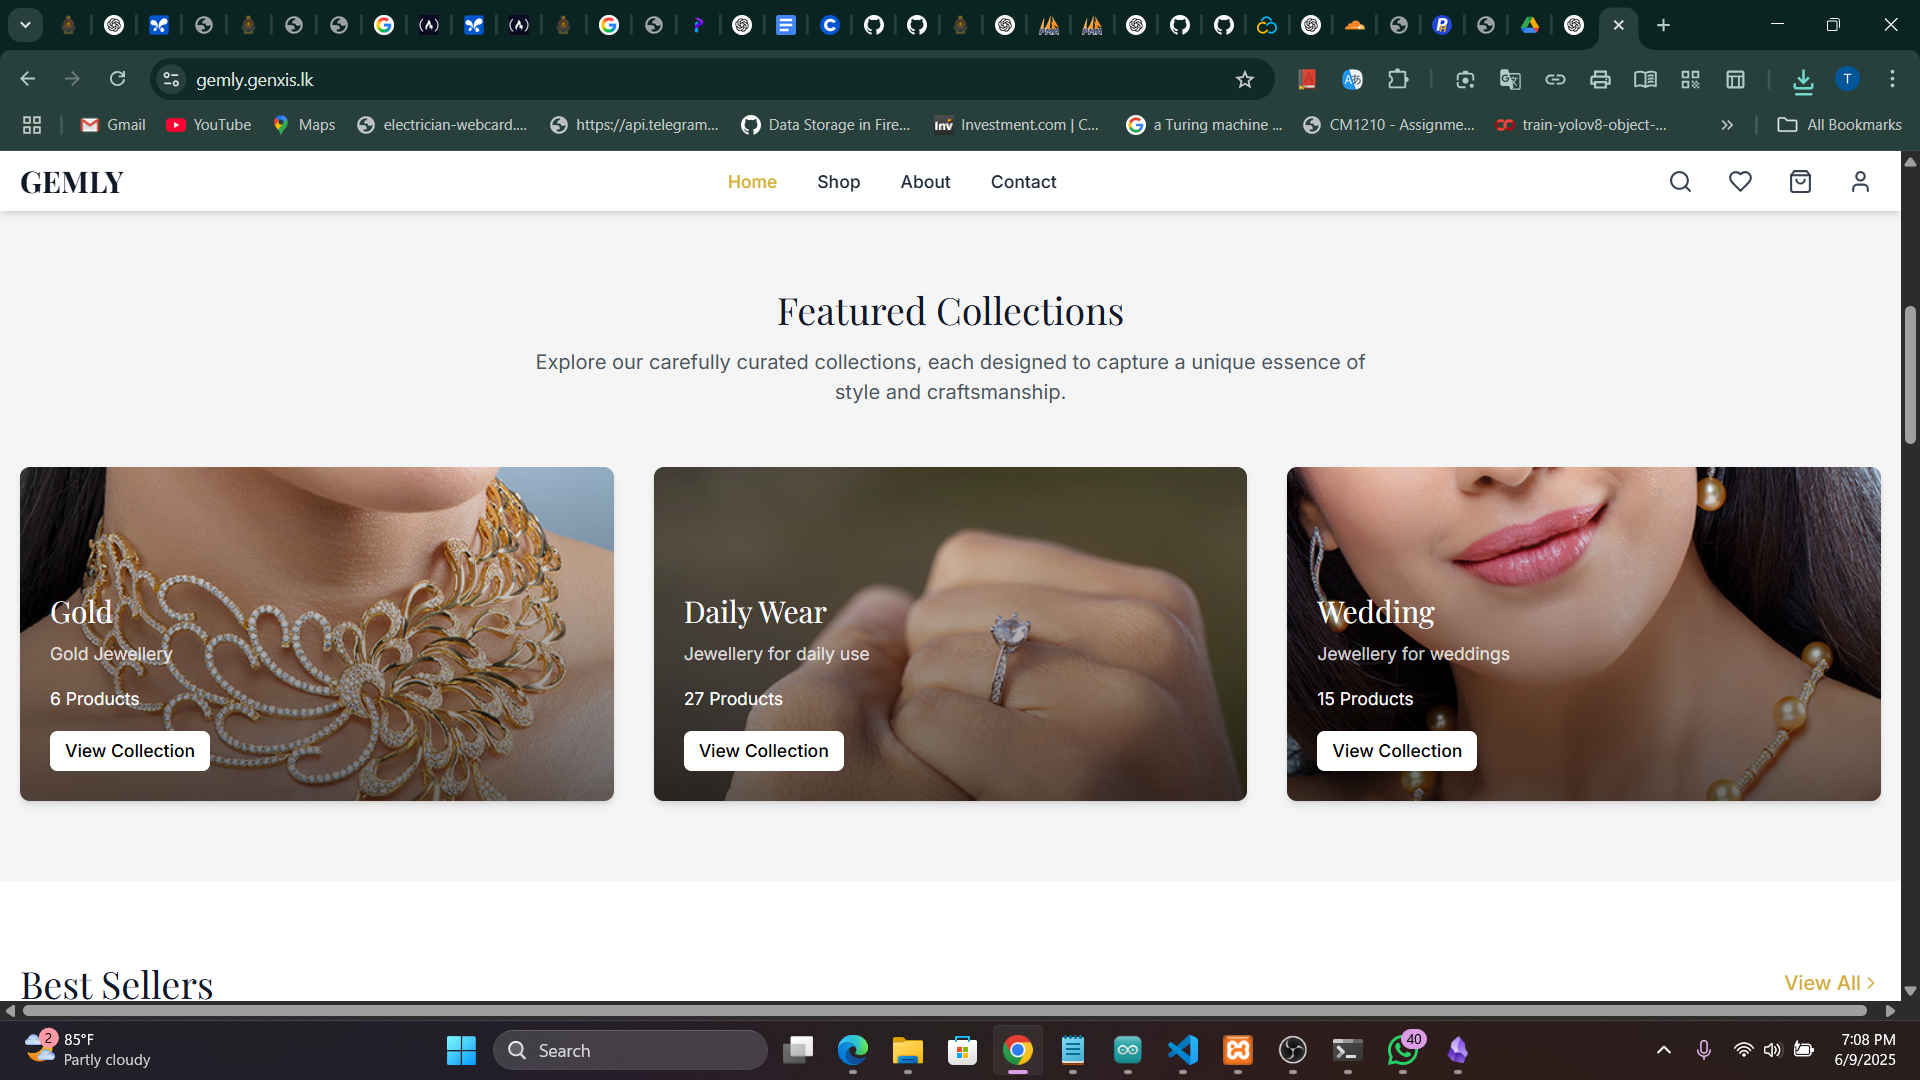 gemly.genxis.lk
T
Gmail
YouTube
Maps
electrician-webcard....
https://api.telegram...
Data Storage in Fire...
Investment.com | C...
a Turing machine ...
CM1210 - Assignme...
train-yolov8-object-...
All Bookmarks
GEMLY
Home
Shop
About
Contact
Featured Collections
Explore our carefully curated collections, each designed to capture a unique essence of
style and craftsmanship.
Gold
Gold Jewellery
6 Products
View Collection
Daily Wear
Jewellery for daily use
27 Products
View Collection
Wedding
Jewellery for weddings
15 Products
View Collection
Best Sellers
View All
2
85°F
Partly cloudy
Search
40
7:08 PM
6/9/2025